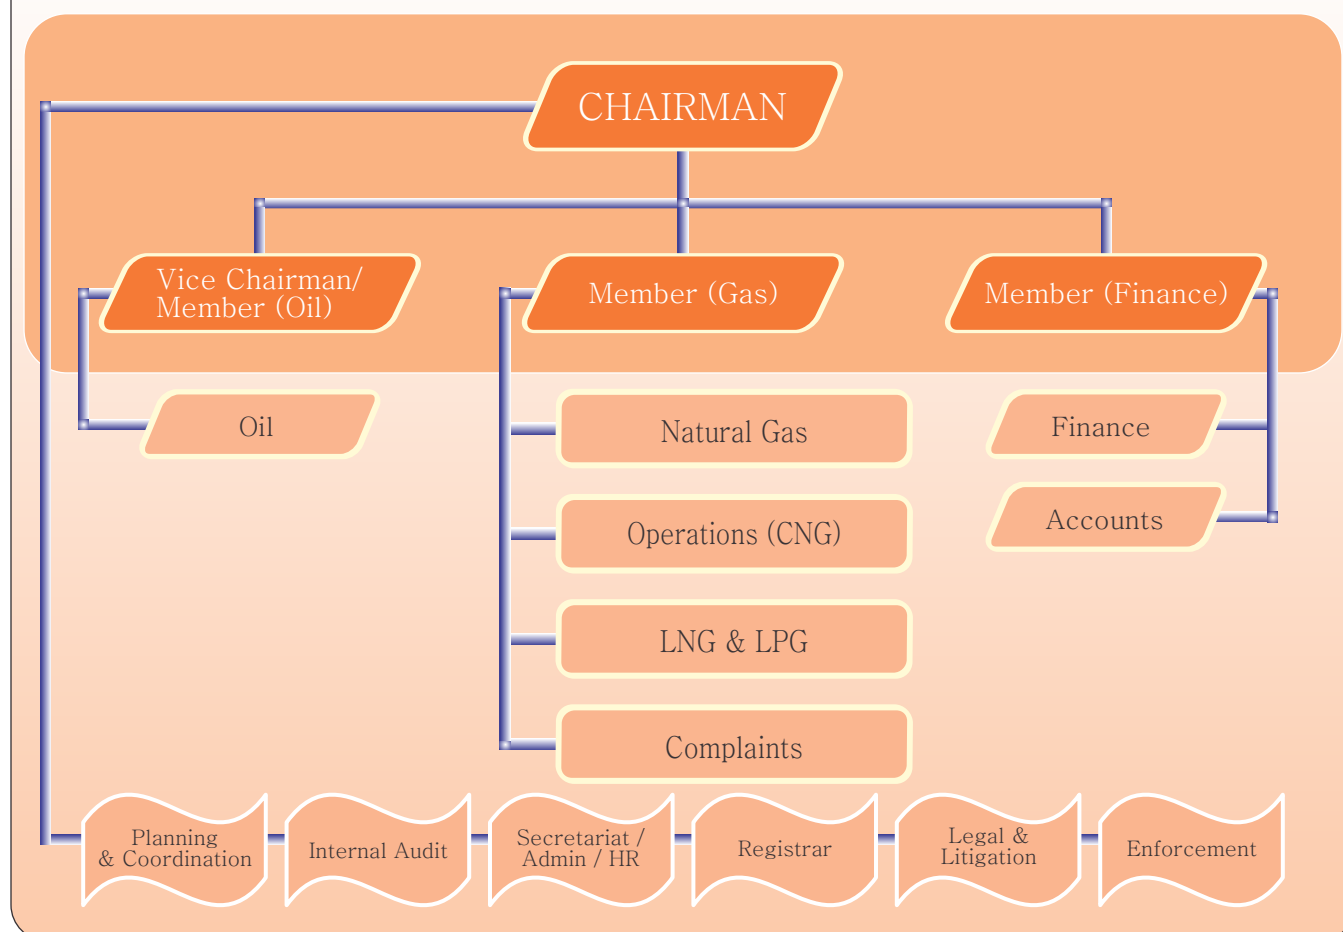 CHAIRMAN
Vice Chairman/
Member (Oil)
Member (Gas)
Member (Finance)
Oil
Natural Gas
Finance
Operations (CNG)
Accounts
LNG & LPG
Complaints
Planning
& Coordination
Internal Audit
Secretariat /
Admin / HR
Registrar
Legal &
Litigation
Enforcement